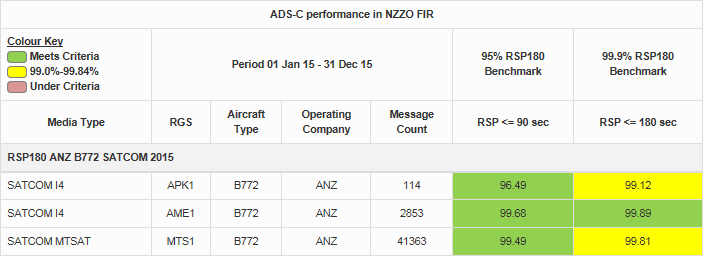 ADS-C performance in NZZO FIR
Colour Key
Meets Criteria
99.0%-99.84%
Under Criteria
Period 01 Jan 15 - 31 Dec 15
95% RSP180
Benchmark
99.9% RSP180
Benchmark
Media Type RGS Aircraft Type Operating Company Message Count RSP <= 90 sec RSP <= 180 sec
RSP180 ANZ B772 SATCOM 2015
SATCOM I4 APK1 B772 ANZ 114 96.49 99.12
SATCOM I4 AME1 B772 ANZ 2853 99.68 99.89
SATCOM MTSAT MTS1 B772 ANZ 41363 99.49 99.81